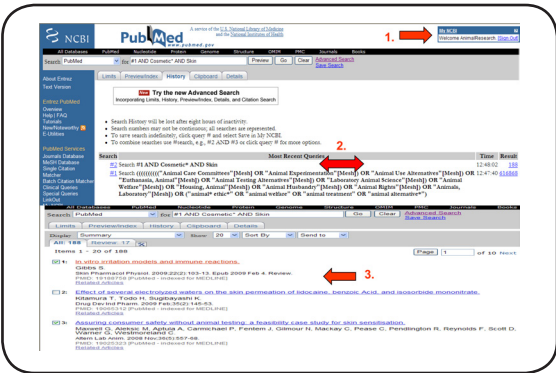 NCBI
PubMed
www.pubmed.gov
A service of the U.S. National Library of Medicine
and the National Institutes of Health
1.
My NCBI
Welcome AnimalResearch. [Sign Out]
All Databases PubMed Nucleotide Protein Genome Structure OMIM PMC Journals Books
Search PubMed for #1 AND Cosmetic* AND Skin Preview Go Clear Advanced Search
Save Search
Limits Preview/Index History Clipboard Details
About Entrez
Text Version
Try the new Advanced Search
Incorporating Limits, History, Preview/Index, Details, and Citation Search
Entrez PubMed
Overview
Help | FAQ
Tutorials
New/Noteworthy
E-Utilities
Search History will be lost after eight hours of inactivity.
Search numbers may not be continuous; all searches are represented.
To save search indefinitely, click query # and select Save in My NCBI.
To combine searches use #search, e.g., #2 AND #3 or click query # for more options.
PubMed Services
Journals Database
MeSH Database
Single Citation
Matcher
Batch Citation Matcher
Clinical Queries
Special Queries
LinkOut
2.
Search Most Recent Queries Time Result
#2 Search #1 AND Cosmetic* AND Skin 12:48:02 188
#1 Search ((((((((("Animal Care Committees"[Mesh]) OR "Animal Experimentation"[Mesh]) OR "Animal Use Alternatives"[Mesh]) OR 12:47:40
"Euthanasia, Animal"[Mesh]) OR "Animal Testing Alternatives"[Mesh]) OR "Laboratory Animal Science"[Mesh]) OR "Animal
Welfare"[Mesh]) OR "Housing, Animal"[Mesh]) OR "Animal Husbandry"[Mesh]) OR "Animal Rights"[Mesh]) OR "Animals,
Laboratory"[Mesh]) OR ("animal* ethic*" OR "animal welfare" OR "animal treatment" OR "animal alternative*")
All Databases PubMed Nucleotide Protein Genome Structure OMIM PMC Journals Books
Search PubMed for #1 AND Cosmetic* AND Skin Go Clear Advanced Search
Save Search
Limits Preview/Index History Clipboard Details
Display Summary Show 20 Sort By Send to
All: 188 Review: 17
Items 1 - 20 of 188 Page 1 of 10 Next
1: In vitro irritation models and immune reactions.
Gibbs S.
Skin Pharmacol Physiol. 2009;22(2):103-13. Epub 2009 Feb 4. Review.
PMID: 19188758 [PubMed - indexed for MEDLINE]
Related Articles
3.
2: Effect of several electrolyzed waters on the skin permeation of lidocaine, benzoic Acid, and isosorbide mononitrate.
Kitamura T, Todo H, Sugibayashi K.
Drug Dev Ind Pharm. 2009 Feb;35(2):145-53.
PMID: [PubMed - indexed for MEDLINE]
Related Articles
3: Assuring consumer safety without animal testing: a feasibility case study for skin sensitisation.
Maxwell G, Aleksic M, Aptula A, Carmichael P, Fentem J, Gilmour N, Mackay C, Pease C, Pendlington R, Reynolds F, Scott D,
Warner G, Westmoreland C.
Altern Lab Anim. 2008 Nov;36(5):557-68.
PMID: 19025323 [PubMed - indexed for MEDLINE]
Related Articles